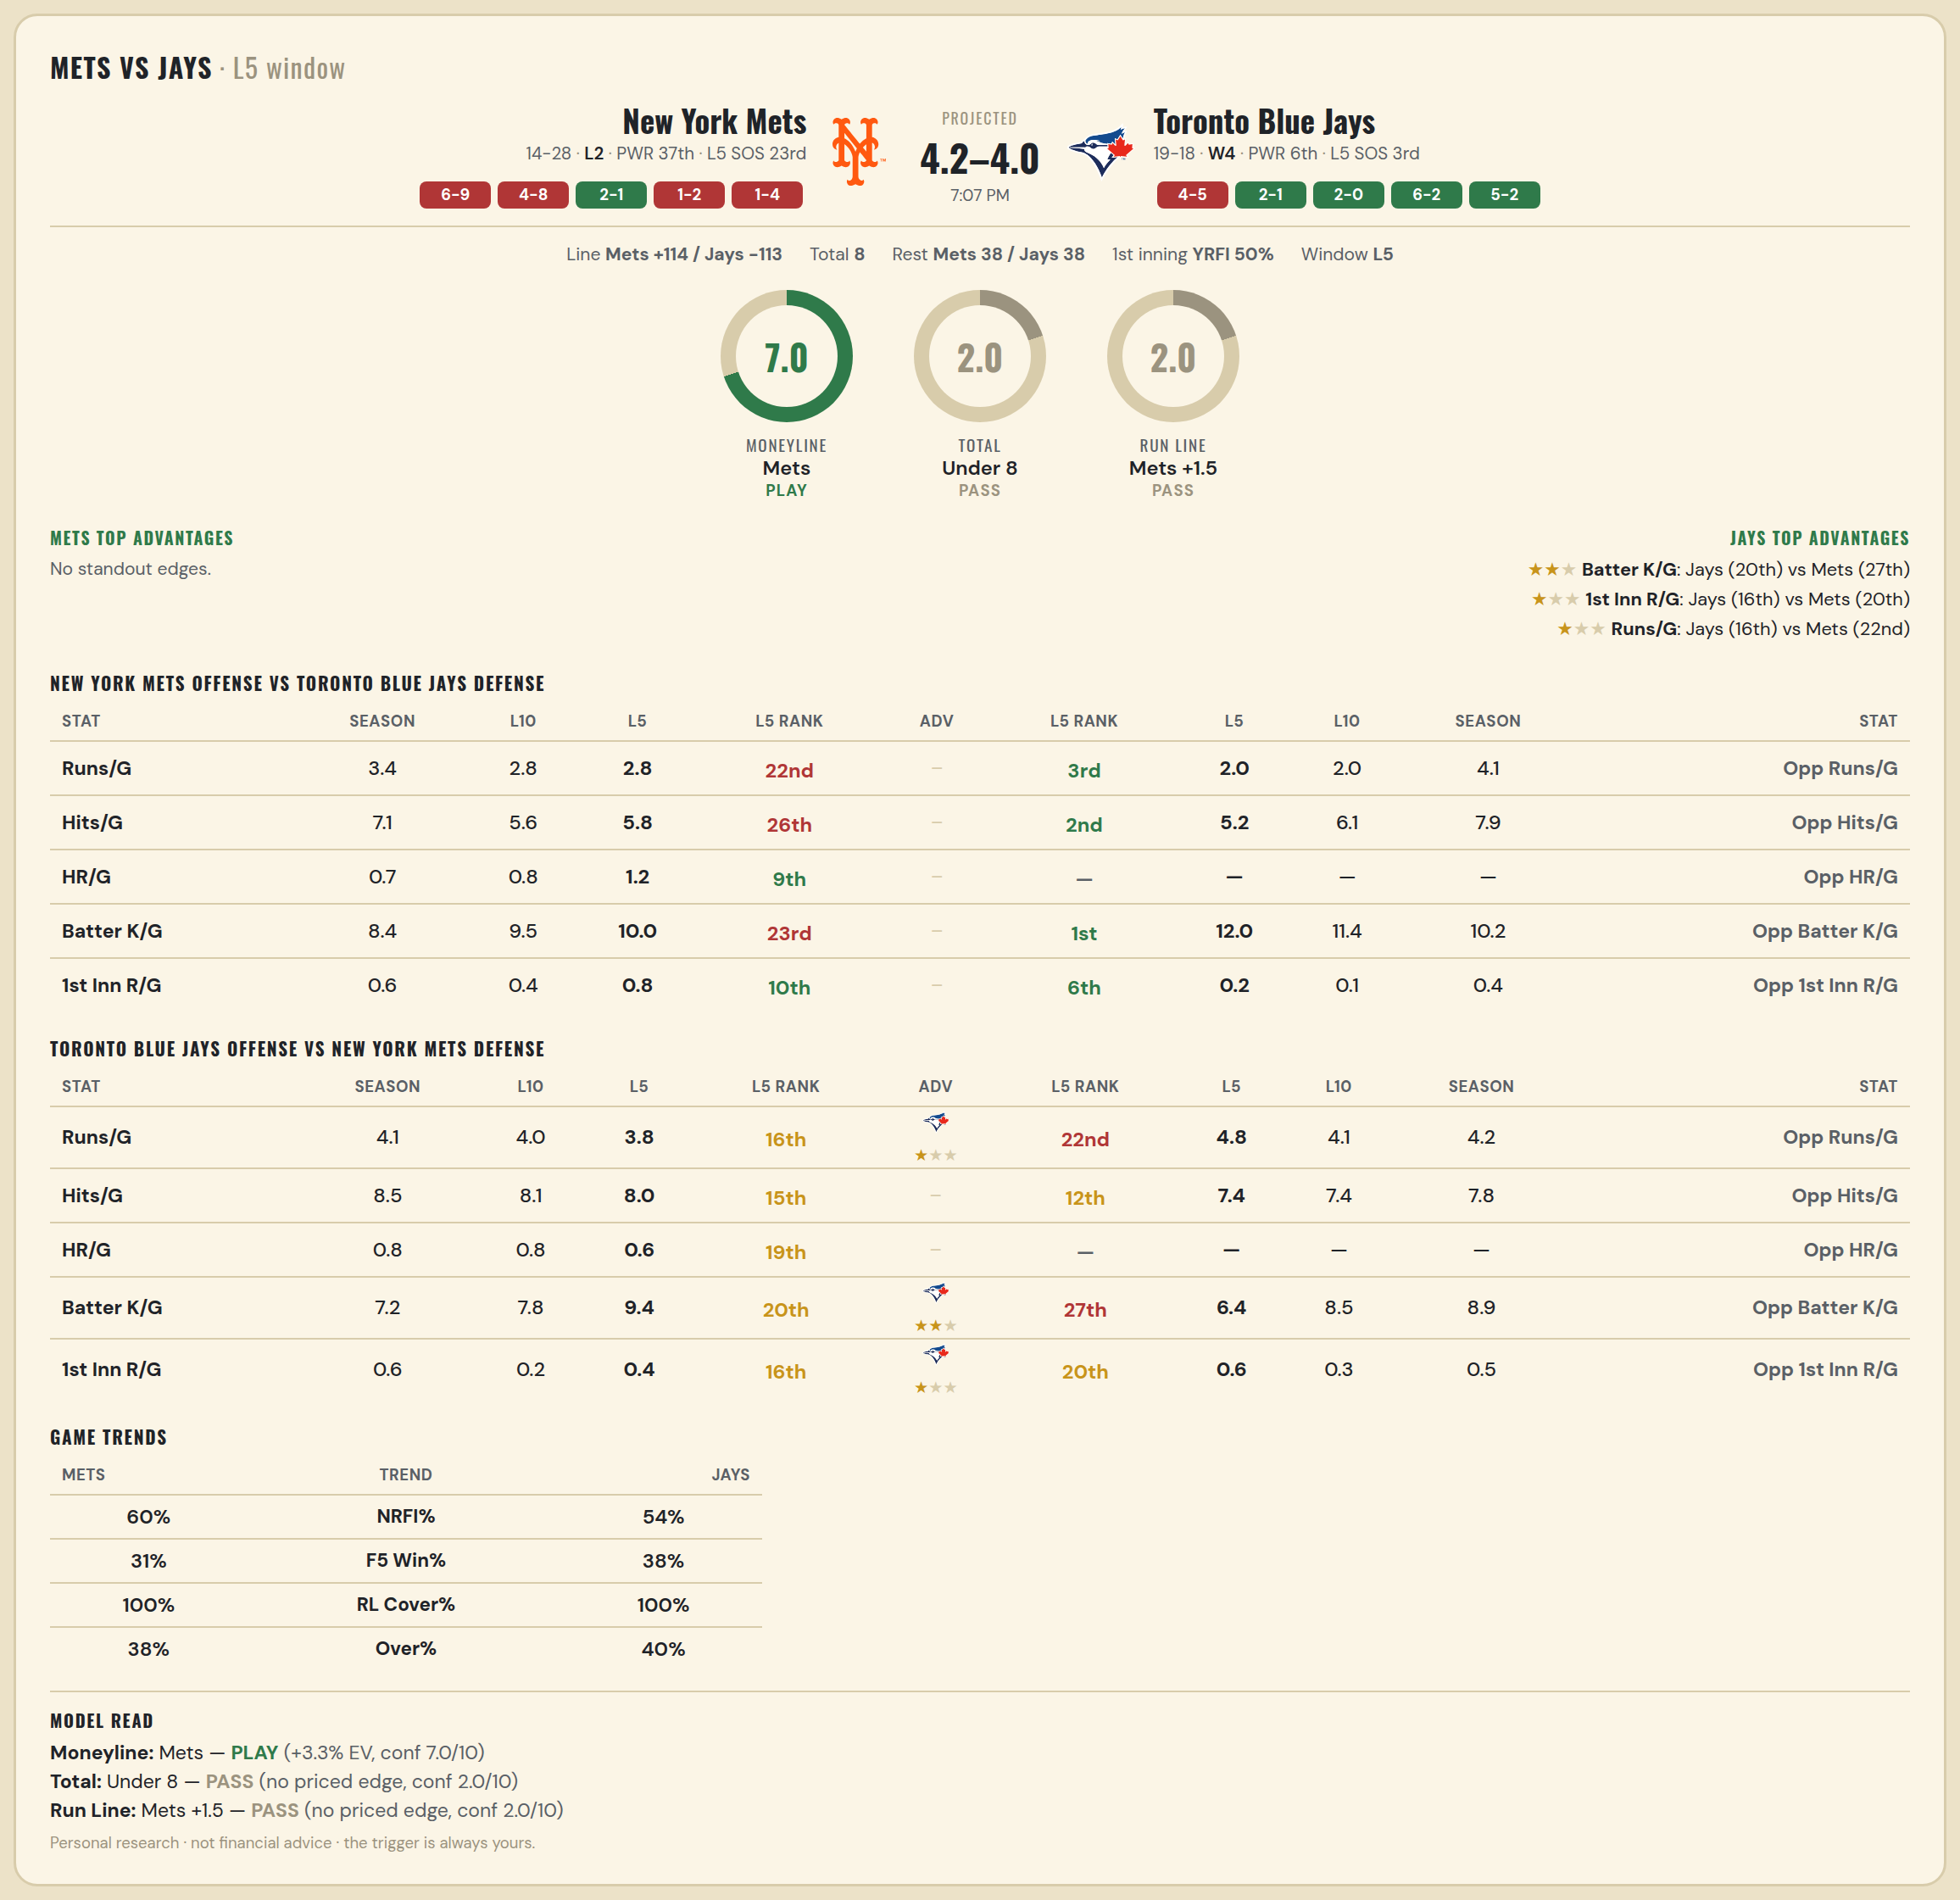 METS VS JAYS · L5 window
New York Mets
14-28 · L2 · PWR 37th · L5 SOS 23rd
6-9 4-8 2-1 1-2 1-4
NY ™
PROJECTED
4.2–4.0
7:07 PM
Toronto Blue Jays
19-18 · W4 · PWR 6th · L5 SOS 3rd
4-5 2-1 2-0 6-2 5-2
Line Mets +114 / Jays -113 Total 8 Rest Mets 38 / Jays 38 1st inning YRFI 50% Window L5
7.0 2.0 2.0
MONEYLINE TOTAL RUN LINE
Mets Under 8 Mets +1.5
PLAY PASS PASS
METS TOP ADVANTAGES
No standout edges.
JAYS TOP ADVANTAGES
★★★ Batter K/G: Jays (20th) vs Mets (27th)
★★★ 1st Inn R/G: Jays (16th) vs Mets (20th)
★★★ Runs/G: Jays (16th) vs Mets (22nd)
NEW YORK METS OFFENSE VS TORONTO BLUE JAYS DEFENSE
STAT SEASON L10 L5 L5 RANK ADV L5 RANK L5 L10 SEASON STAT
Runs/G 3.4 2.8 2.8 22nd – 3rd 2.0 2.0 4.1 Opp Runs/G
Hits/G 7.1 5.6 5.8 26th – 2nd 5.2 6.1 7.9 Opp Hits/G
HR/G 0.7 0.8 1.2 9th – — — — — Opp HR/G
Batter K/G 8.4 9.5 10.0 23rd – 1st 12.0 11.4 10.2 Opp Batter K/G
1st Inn R/G 0.6 0.4 0.8 10th – 6th 0.2 0.1 0.4 Opp 1st Inn R/G
TORONTO BLUE JAYS OFFENSE VS NEW YORK METS DEFENSE
STAT SEASON L10 L5 L5 RANK ADV L5 RANK L5 L10 SEASON STAT
Runs/G 4.1 4.0 3.8 16th ★★★ 22nd 4.8 4.1 4.2 Opp Runs/G
Hits/G 8.5 8.1 8.0 15th – 12th 7.4 7.4 7.8 Opp Hits/G
HR/G 0.8 0.8 0.6 19th – — — — — Opp HR/G
Batter K/G 7.2 7.8 9.4 20th ★★★ 27th 6.4 8.5 8.9 Opp Batter K/G
1st Inn R/G 0.6 0.2 0.4 16th ★★★ 20th 0.6 0.3 0.5 Opp 1st Inn R/G
GAME TRENDS
METS TREND JAYS
60% NRFI% 54%
31% F5 Win% 38%
100% RL Cover% 100%
38% Over% 40%
MODEL READ
Moneyline: Mets — PLAY (+3.3% EV, conf 7.0/10)
Total: Under 8 — PASS (no priced edge, conf 2.0/10)
Run Line: Mets +1.5 — PASS (no priced edge, conf 2.0/10)
Personal research · not financial advice · the trigger is always yours.